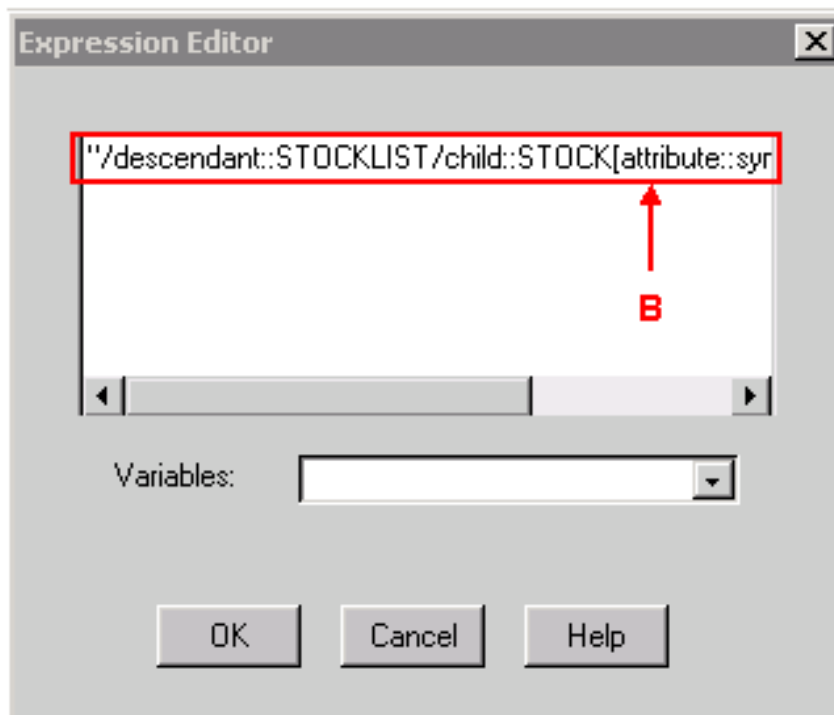 Expression Editor
"/descendant::STOCKLIST/child::STOCK[attribute::syr
B
Variables:
OK Cancel Help